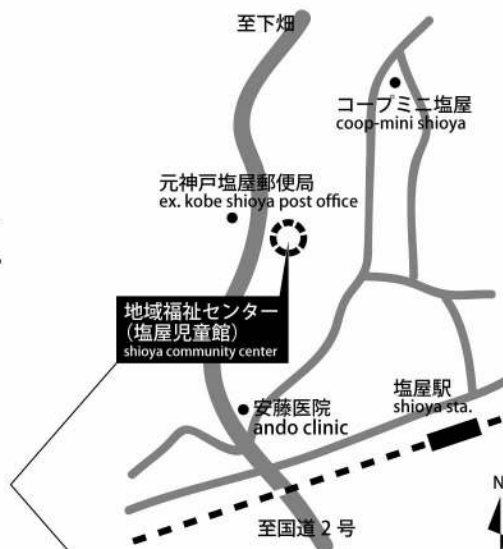 至下畑
コープミニ塩屋
coop-mini shioya
元神戸塩屋郵便局
ex. kobe shioya post office
地域福祉センター
(塩屋児童館)
shioya community center
塩屋駅
shioya sta.
安藤医院
ando clinic
N
至国道 2 号